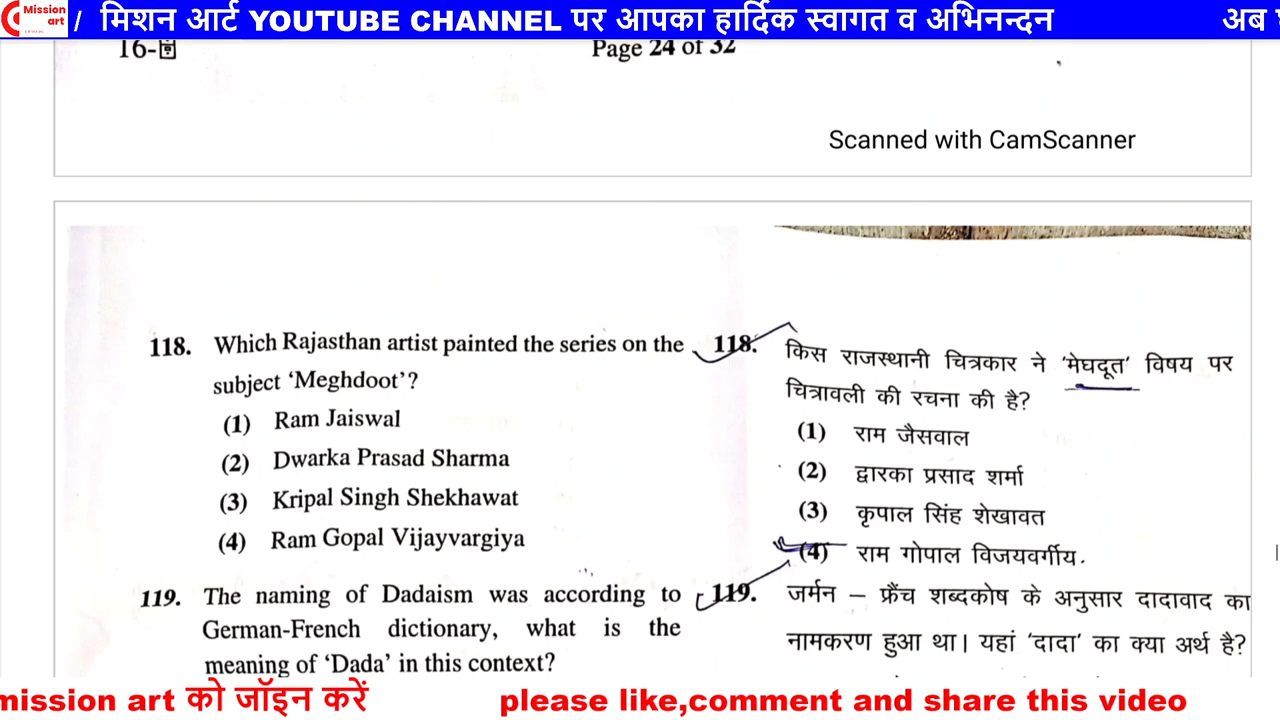 Mission
art
/ मिशन आर्ट YOUTUBE CHANNEL पर आपका हार्दिक स्वागत व अभिनन्दन
अब
16-
Page 24 of 32
Scanned with CamScanner
118. Which Rajasthan artist painted the series on the
subject ‘Meghdoot’?
(1) Ram Jaiswal
(2) Dwarka Prasad Sharma
(3) Kripal Singh Shekhawat
(4) Ram Gopal Vijayvargiya
119. The naming of Dadaism was according to
German-French dictionary, what is the
meaning of ‘Dada’ in this context?
118. किस राजस्थानी चित्रकार ने ‘मेघदूत’ विषय पर
चित्रावली की रचना की है?
(1) राम जैसवाल
(2) द्वारका प्रसाद शर्मा
(3) कृपाल सिंह शेखावत
(4) राम गोपाल विजयवर्गीय.
119. जर्मन – फ्रैंच शब्दकोष के अनुसार दादावाद का
नामकरण हुआ था। यहां ‘दादा’ का क्या अर्थ है?
mission art को जॉइन करें
please like,comment and share this video